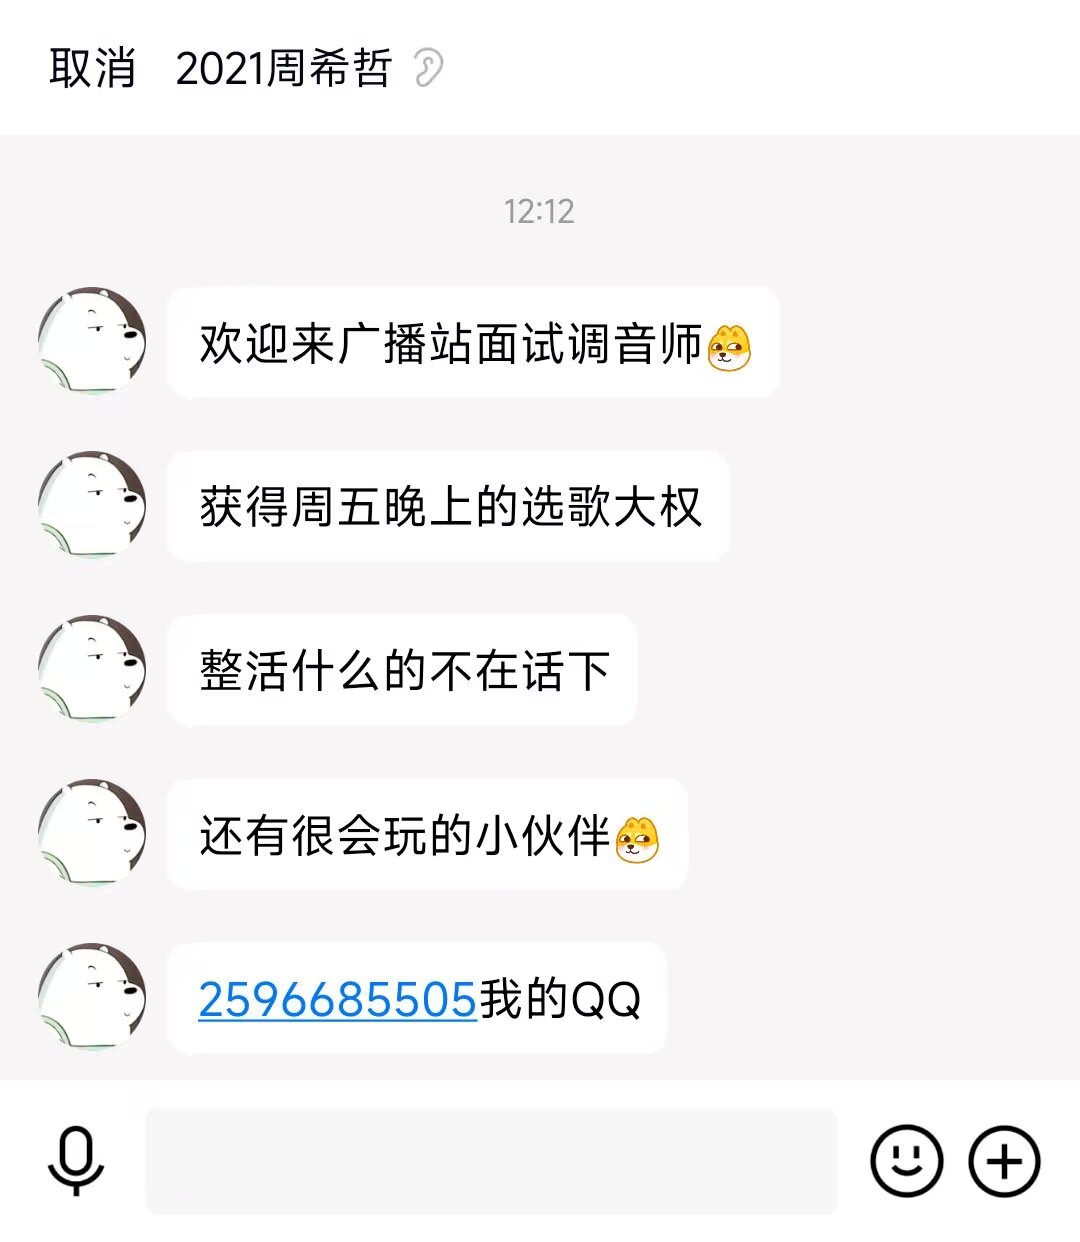 取消 2021周希哲
12:12
欢迎来广播站面试调音师
获得周五晚上的选歌大权
整活什么的不在话下
还有很会玩的小伙伴
2596685505我的QQ